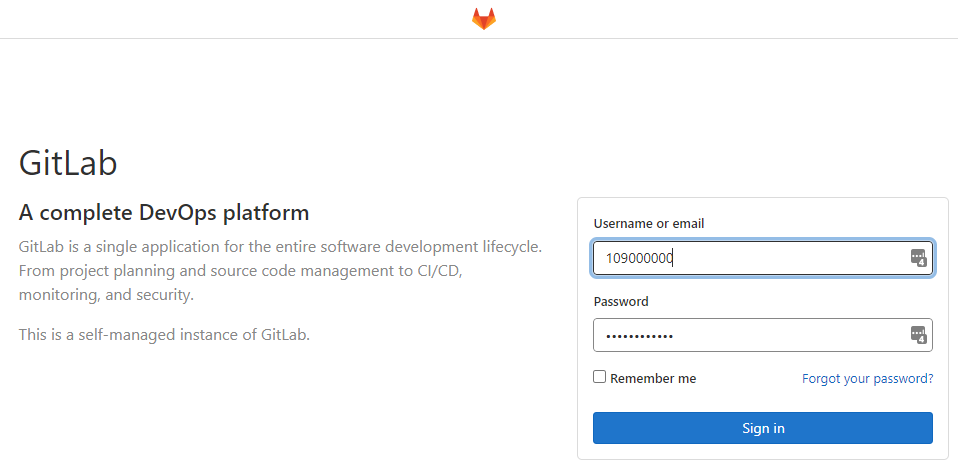 GitLab
A complete DevOps platform
GitLab is a single application for the entire software development lifecycle.
From project planning and source code management to CI/CD,
monitoring, and security.
This is a self-managed instance of GitLab.
Username or email
109000000
4
Password
••••••••••••
4
Remember me
Forgot your password?
Sign in